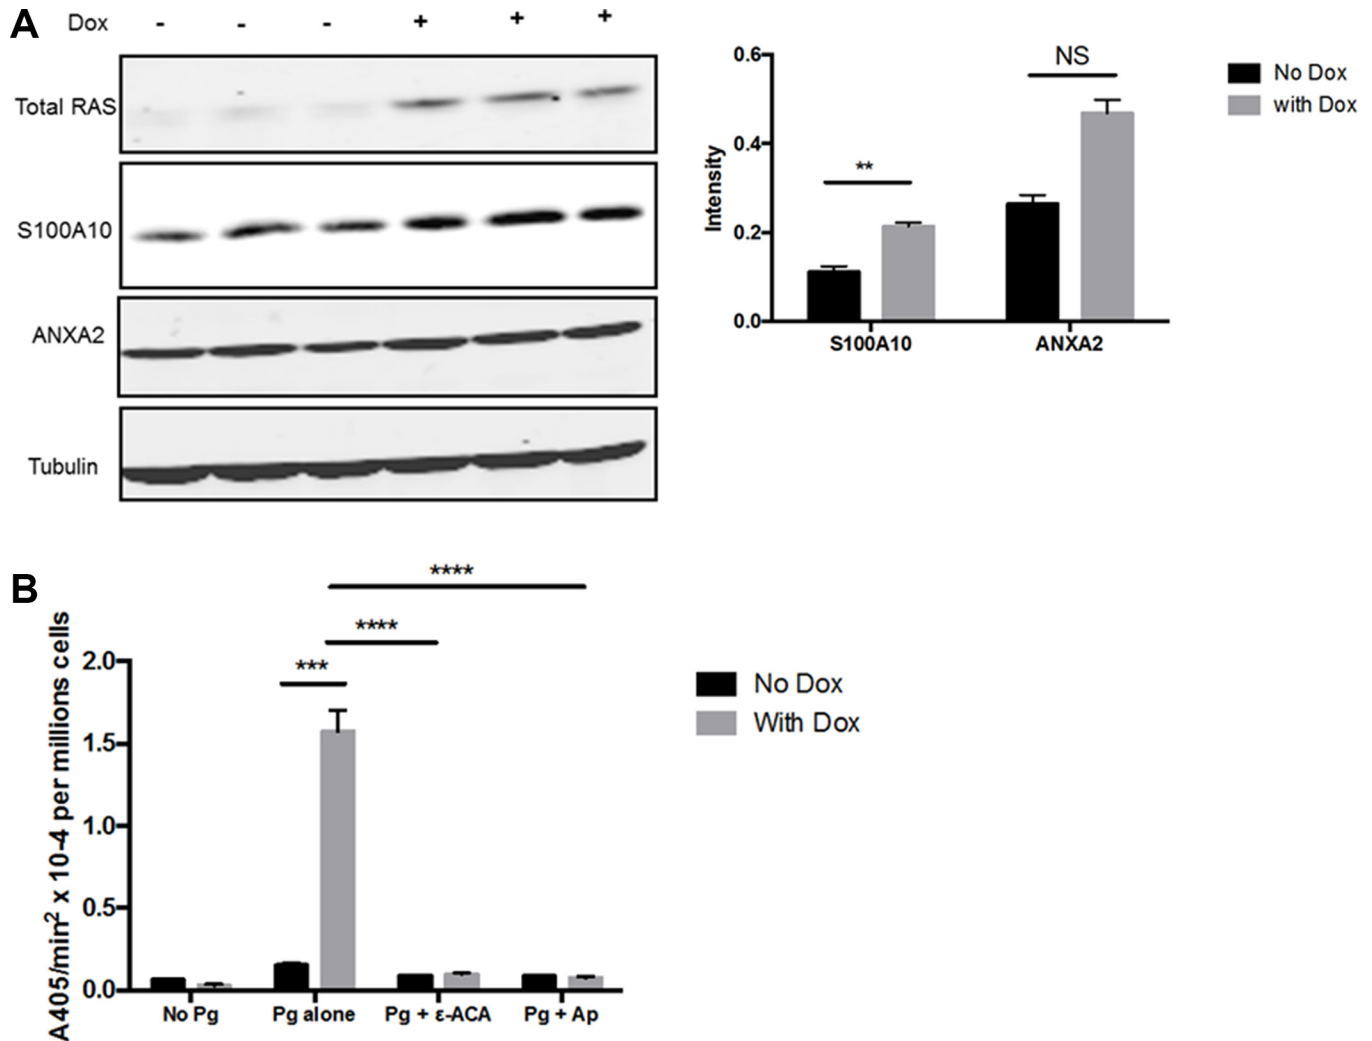 A
Dox - - - + + +
Total RAS
S100A10
ANXA2
Tubulin
Intensity
0.6
0.4
0.2
0.0
**
NS
S100A10 ANXA2
No Dox
with Dox
B
A405/min² x 10-4 per millions cells
2.0
1.5
1.0
0.5
0.0
****
****
***
No Pg Pg alone Pg + ε-ACA Pg + Ap
No Dox
With Dox